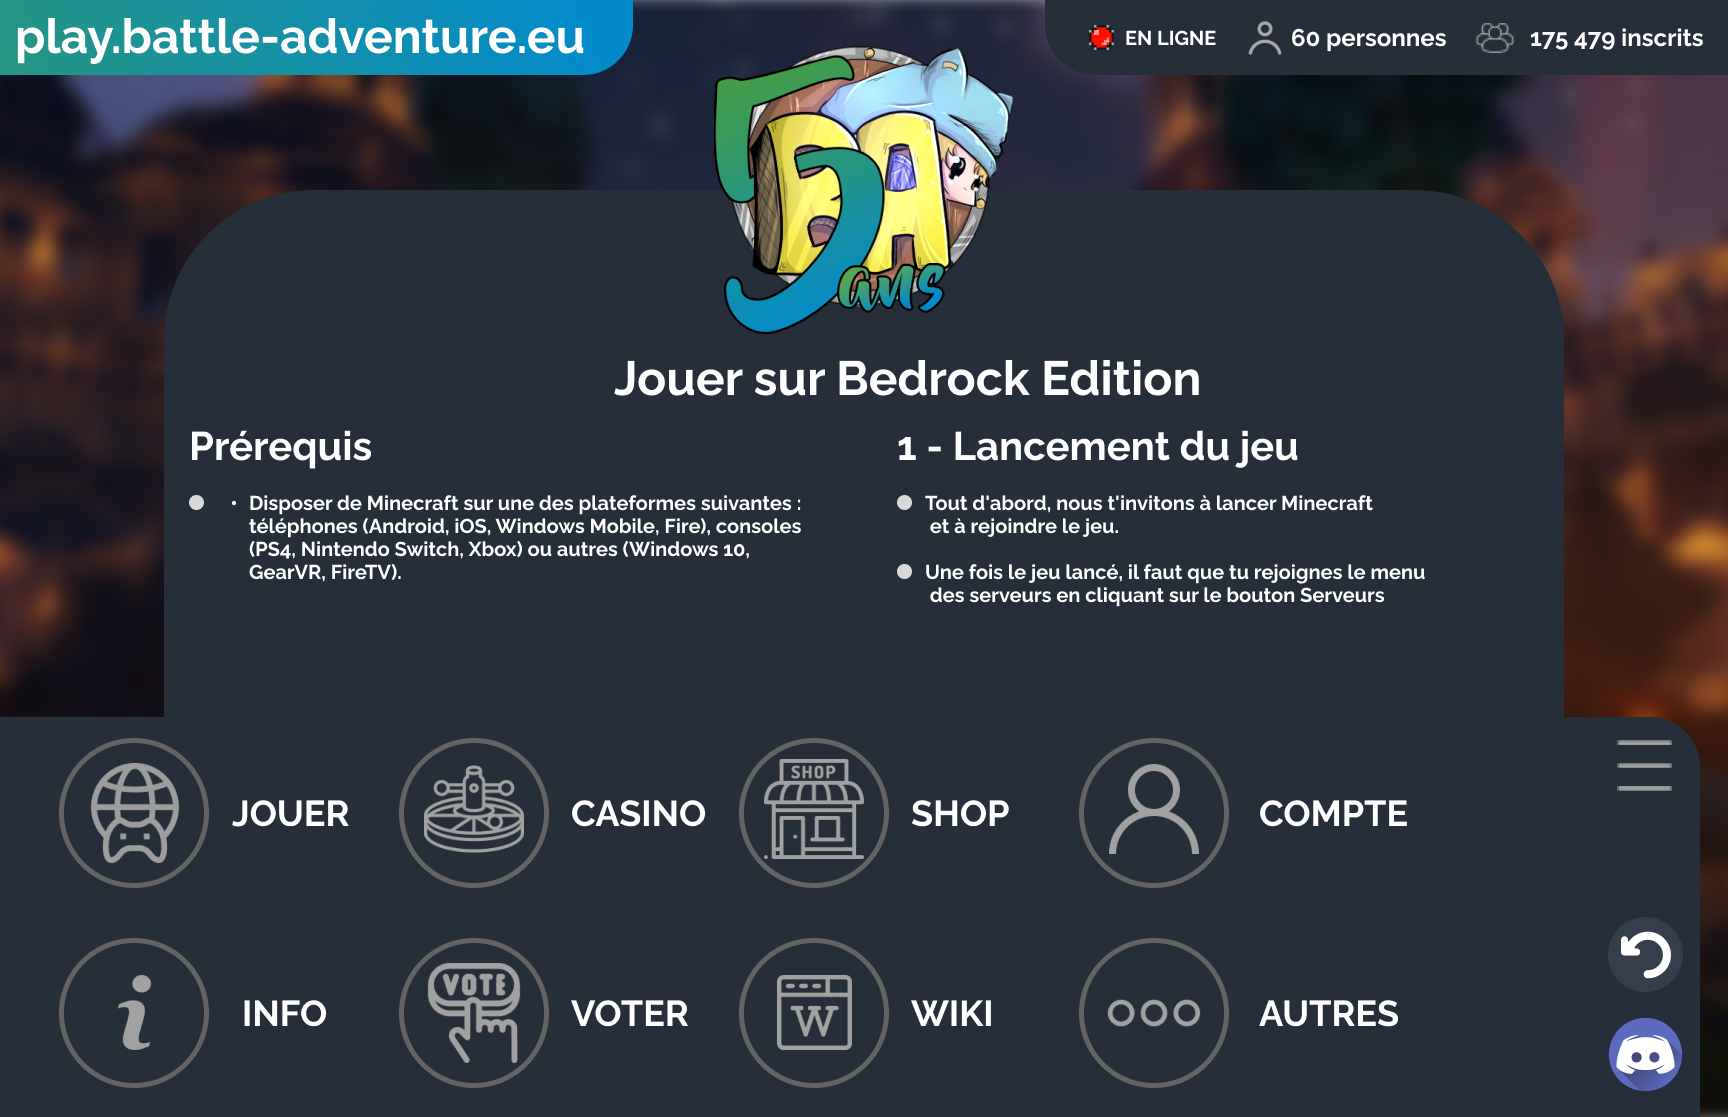 play.battle-adventure.eu
EN LIGNE
60 personnes
175 479 inscrits
5 BA
ans
Jouer sur Bedrock Edition
Prérequis
• Disposer de Minecraft sur une des plateformes suivantes :
téléphones (Android, iOS, Windows Mobile, Fire), consoles
(PS4, Nintendo Switch, Xbox) ou autres (Windows 10,
GearVR, FireTV).
1 - Lancement du jeu
Tout d'abord, nous t'invitons à lancer Minecraft
et à rejoindre le jeu.
Une fois le jeu lancé, il faut que tu rejoignes le menu
des serveurs en cliquant sur le bouton Serveurs
JOUER
CASINO
SHOP
SHOP
COMPTE
i
INFO
VOTE
VOTER
W
WIKI
AUTRES